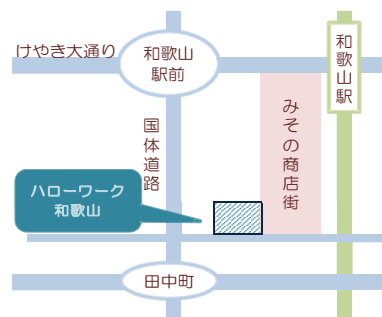 けやき大通り
和歌山
駅前
和歌山駅
みその商店街
国体道路
ハローワーク
和歌山
田中町